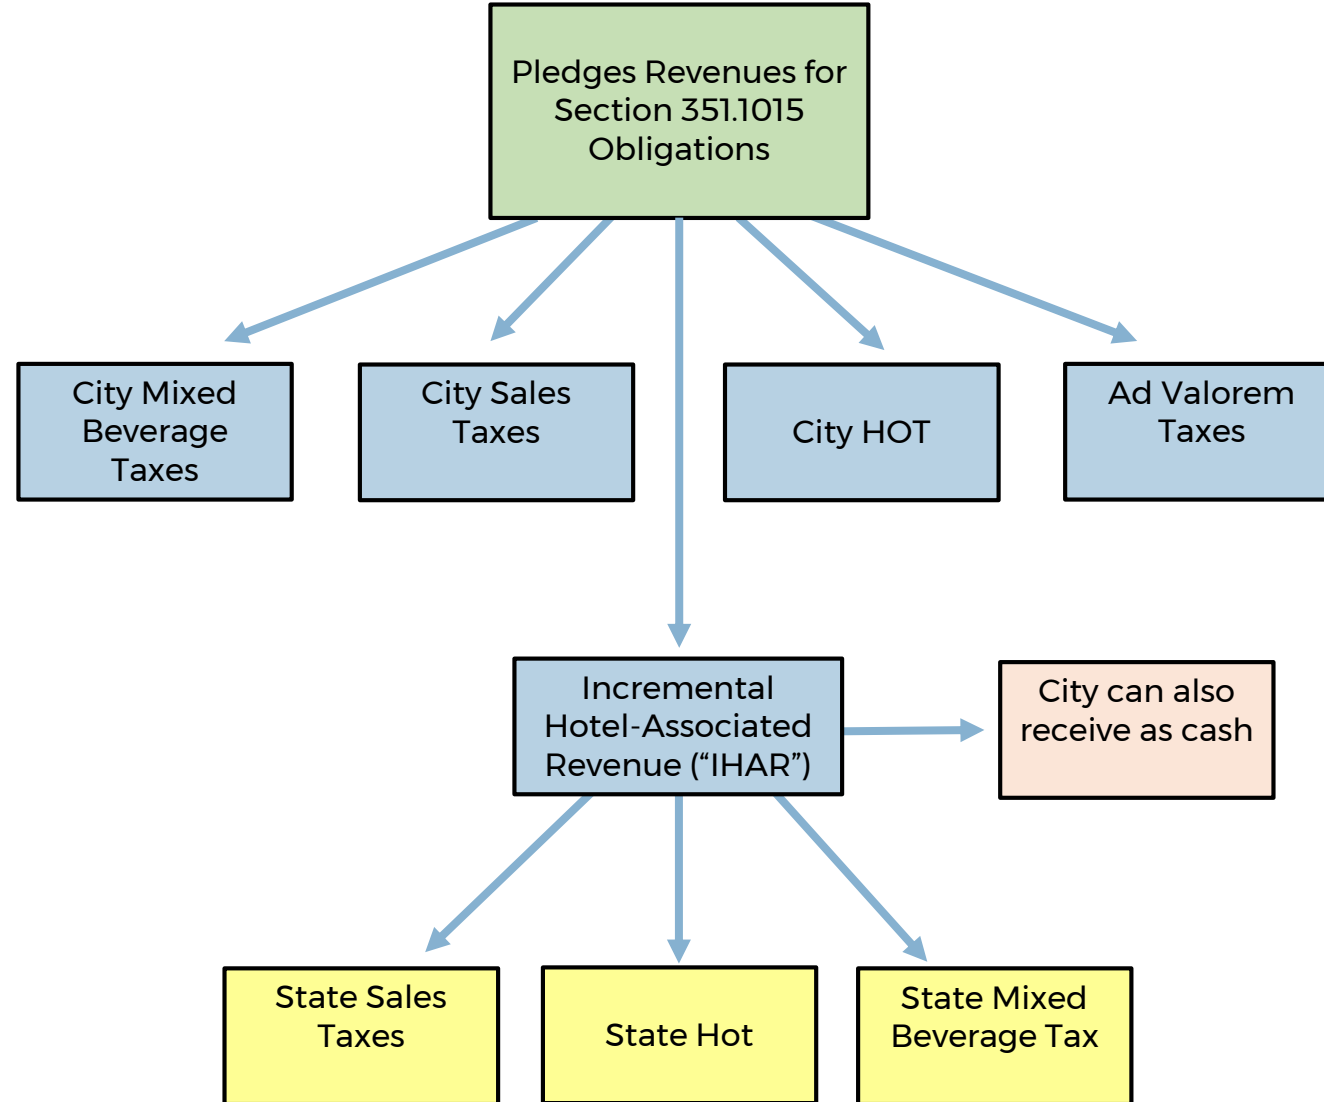 Pledges Revenues for
Section 351.1015
Obligations
City Mixed
Beverage
Taxes
City Sales
Taxes
City HOT
Ad Valorem
Taxes
Incremental
Hotel-Associated
Revenue (“IHAR”)
City can also
receive as cash
State Sales
Taxes
State Hot
State Mixed
Beverage Tax